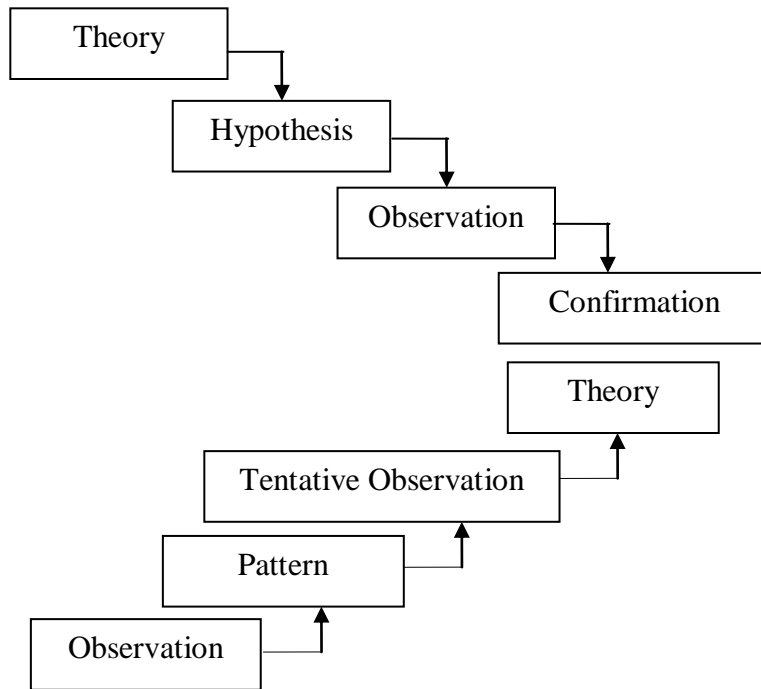 Theory
Hypothesis
Observation
Confirmation
Theory
Tentative Observation
Pattern
Observation